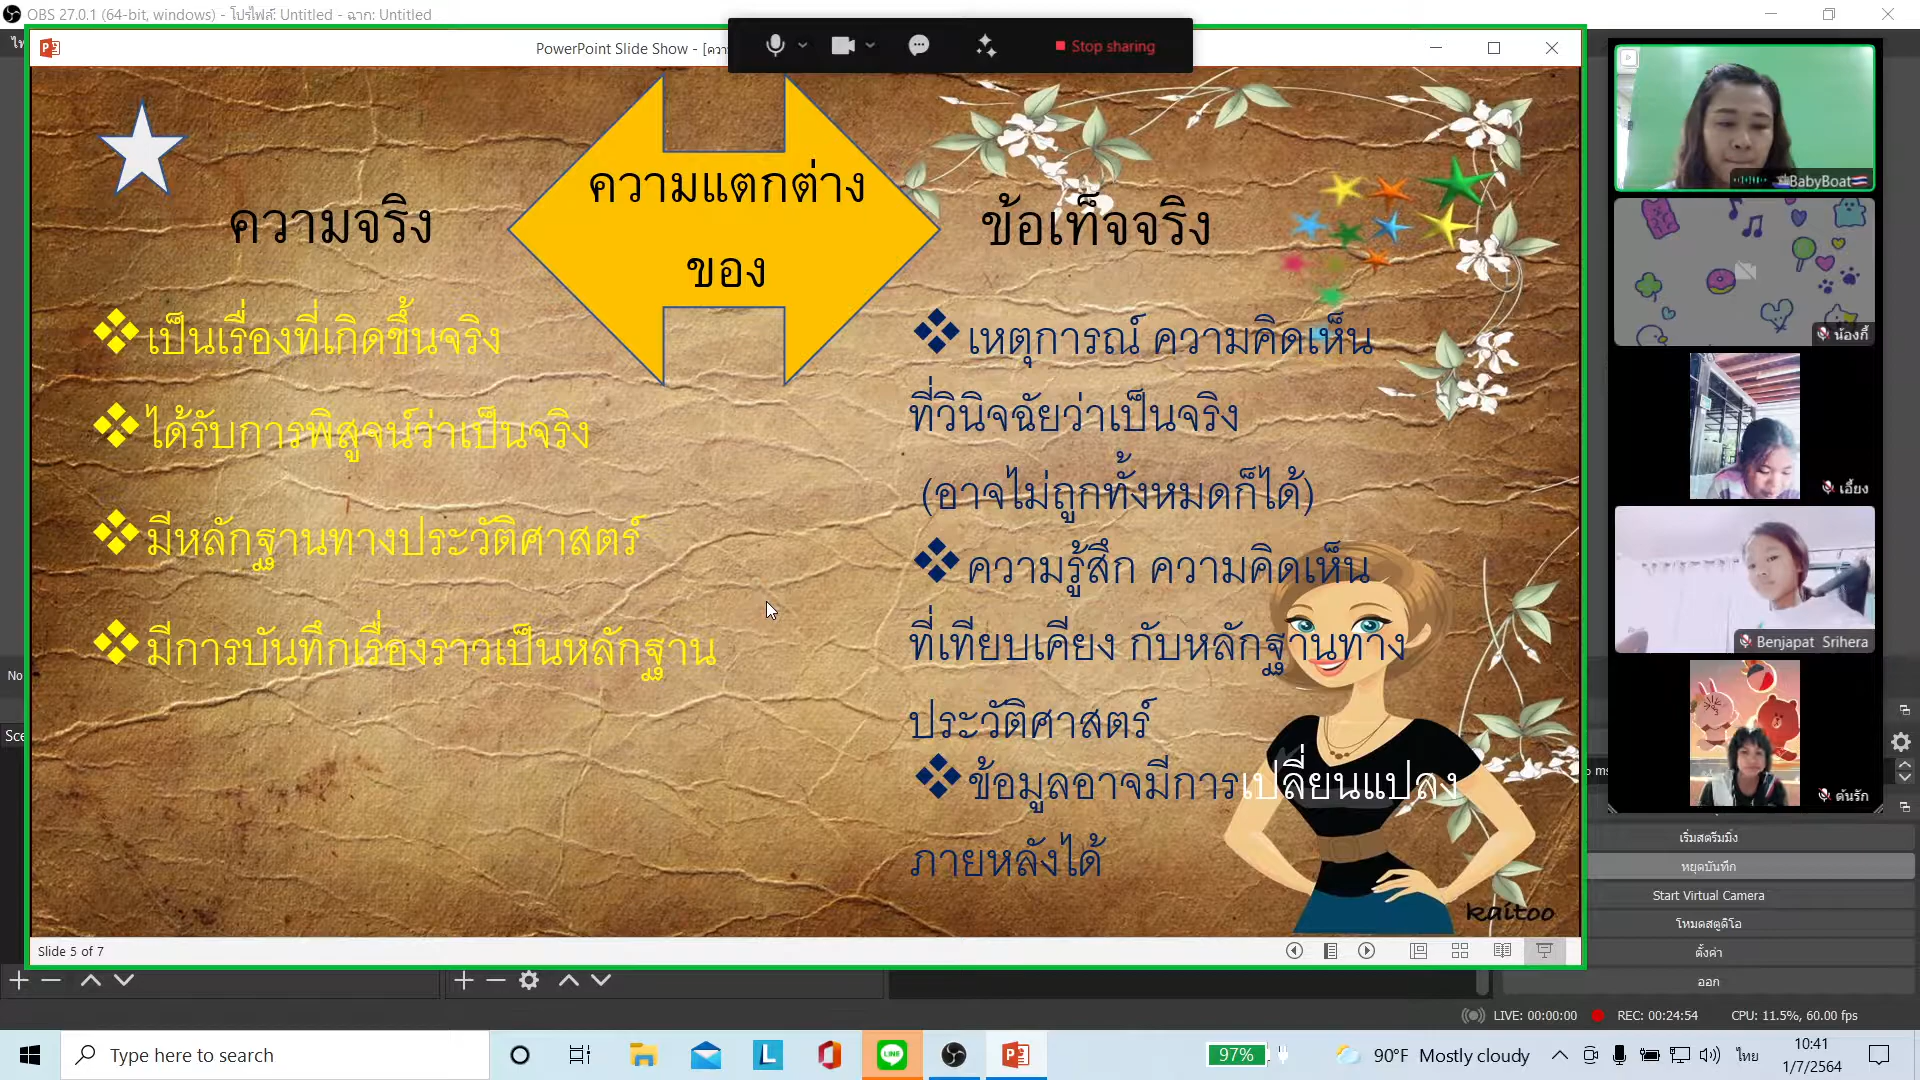 OBS 27.0.1 (64-bit, windows) - โปรไฟล์: Untitled - ฉาก: Untitled
PowerPoint Slide Show - [ควา
Stop sharing
ความแตกต่าง
ของ
ความจริง
ข้อเท็จจริง
❖เป็นเรื่องที่เกิดขึ้นจริง
❖ได้รับการพิสูจน์ว่าเป็นจริง
❖มีหลักฐานทางประวัติศาสตร์
❖มีการบันทึกเรื่องราวเป็นหลักฐาน
❖เหตุการณ์ ความคิดเห็น
ที่วินิจฉัยว่าเป็นจริง
(อาจไม่ถูกทั้งหมดก็ได้)
❖ความรู้สึก ความคิดเห็น
ที่เทียบเคียง กับหลักฐานทาง
ประวัติศาสตร์
❖ข้อมูลอาจมีการเปลี่ยนแปลง
ภายหลังได้
kaitoo
Slide 5 of 7
BabyBoat
น้องกี้
เอี้ยง
Benjapat Srihera
ต้นรัก
No
Sce
ms
เริ่มสตรีมมิ่ง
หยุดบันทึก
Start Virtual Camera
โหมดสตูดิโอ
ตั้งค่า
ออก
LIVE: 00:00:00
REC: 00:24:54
CPU: 11.5%, 60.00 fps
Type here to search
97%
90°F Mostly cloudy
ไทย
10:41
1/7/2564